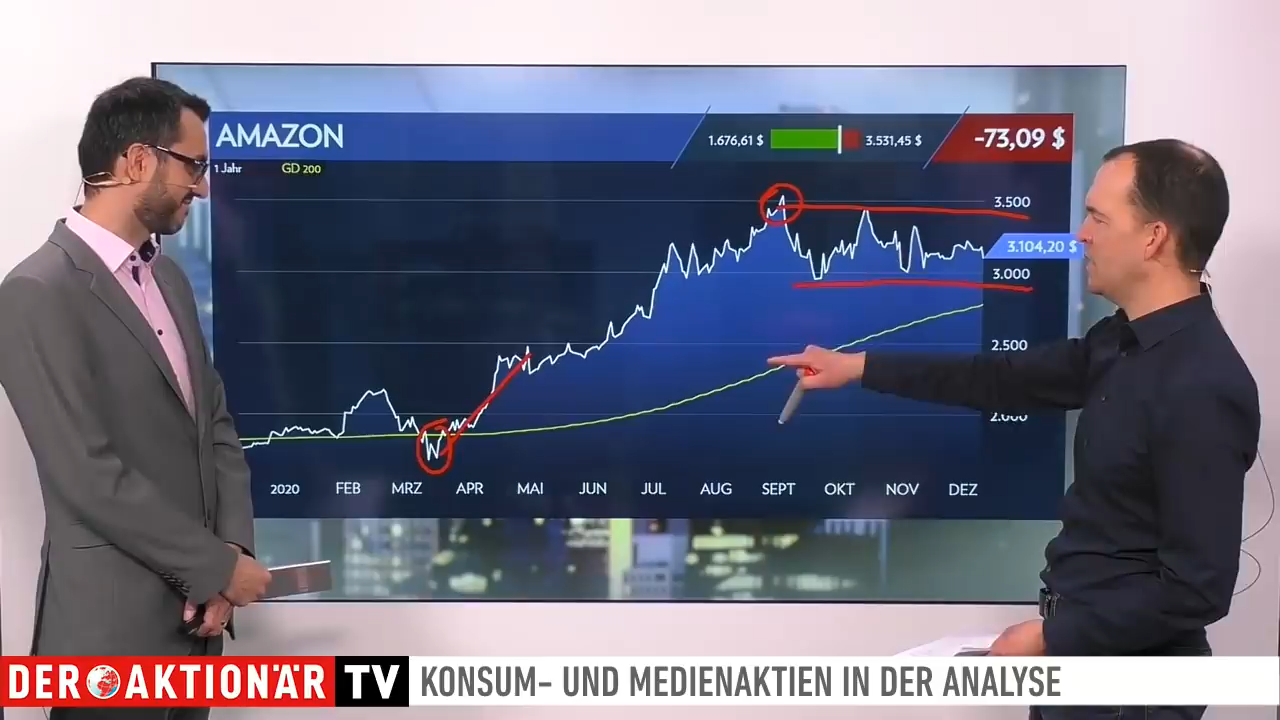 AMAZON
1.676,61 $
3.531,45 $
-73,09 $
1 Jahr
GD 200
3.500
3.104,20 $
3.000
2.500
2.000
2020
FEB
MRZ
APR
MAI
JUN
JUL
AUG
SEPT
OKT
NOV
DEZ
DER AKTIONÄR TV
KONSUM- UND MEDIENAKTIEN IN DER ANALYSE